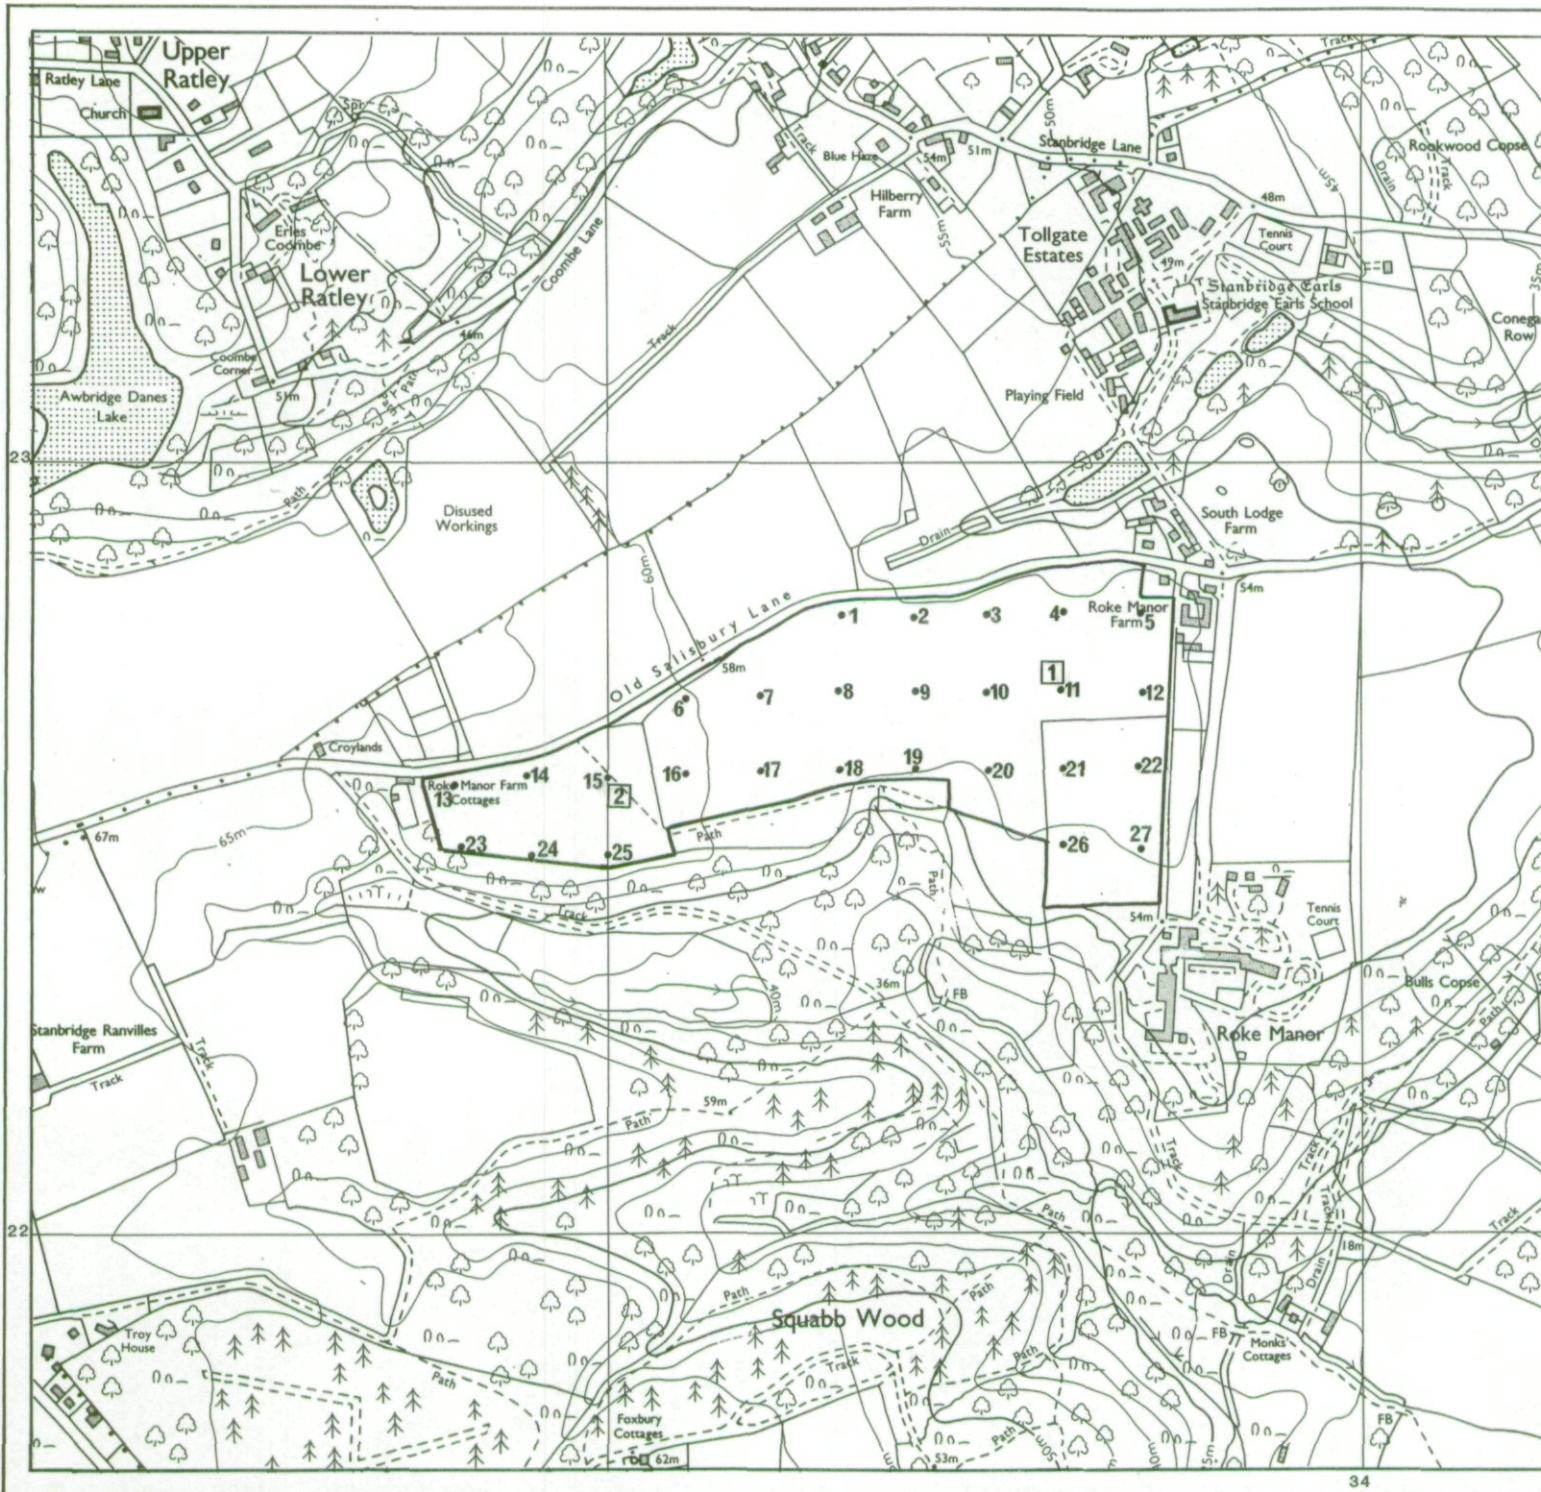 Upper
Ratley
Ratley Lane
Church
Spr
Track
50m
Stanbridge Lane
Track
Blue Haze
54m
51m
Rookwood Copse
Track
Drain
45m
48m
Hilberry
Farm
55m
Tollgate
Estates
Tennis
Court
49m
Erles
Coombe
Lower
Ratley
Coombe Lane
46m
Stanbridge Earls
Stanbridge Earls School
35m
Conega
Row
Track
Coombe
Corner
51m
Path
Path
Awbridge Danes
Lake
Playing Field
23
Path
Disused
Workings
South Lodge
Farm
Drain
60m
54m
Old Salisbury Lane
58m
Roke Manor
Farm
1
2
3
4
5
1
6
7
8
9
10
11
12
Croylands
Roke Manor Farm
Cottages
13
14
15
2
16
17
18
19
20
21
22
67m
65m
Path
23
24
25
26
27
Path
Track
54m
Tennis
Court
36m
40m
FB
Bulls Copse
Path
Stanbridge Ranvilles
Farm
Track
Track
Roke Manor
59m
Path
Track
Track
Track
Path
Track
22
18m
Drain
Drain
Path
Path
Squabb Wood
Troy
House
Path
Track
Path
FB
Monks
Cottages
Foxbury
Cottages
62m
53m
Path
50m
FB
34